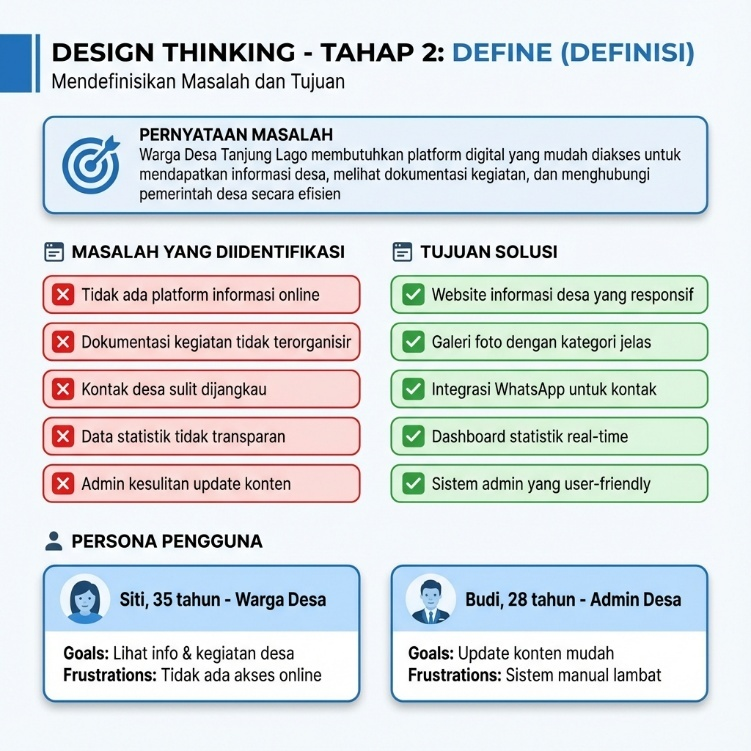 DESIGN THINKING - TAHAP 2: DEFINE (DEFINISI)
Mendefinisikan Masalah dan Tujuan
PERNYATAAN MASALAH
Warga Desa Tanjung Lago membutuhkan platform digital yang mudah diakses untuk
mendapatkan informasi desa, melihat dokumentasi kegiatan, dan menghubungi
pemerintah desa secara efisien
MASALAH YANG DIIDENTIFIKASI
Tidak ada platform informasi online
Dokumentasi kegiatan tidak terorganisir
Kontak desa sulit dijangkau
Data statistik tidak transparan
Admin kesulitan update konten
TUJUAN SOLUSI
Website informasi desa yang responsif
Galeri foto dengan kategori jelas
Integrasi WhatsApp untuk kontak
Dashboard statistik real-time
Sistem admin yang user-friendly
PERSONA PENGGUNA
Siti, 35 tahun - Warga Desa
Goals: Lihat info & kegiatan desa
Frustrations: Tidak ada akses online
Budi, 28 tahun - Admin Desa
Goals: Update konten mudah
Frustrations: Sistem manual lambat